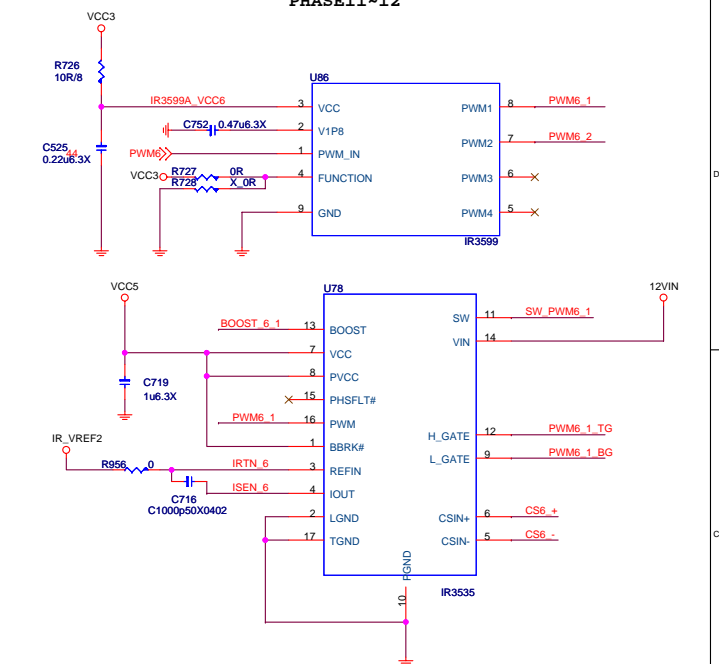 PHASE11~12
VCC3
R726
10R/8
U86
IR3599A_VCC6
3 VCC
PWM1 8 PWM6_1
C752 0.47u6.3X
2 V1P8
C525
0.22u6.3X
44
PWM6
1 PWM_IN
PWM2 7 PWM6_2
VCC3
R727 0R
R728 X_0R
4 FUNCTION
PWM3 6
9 GND
PWM4 5
IR3599
D
VCC5
U78
12VIN
BOOST_6_1
13 BOOST
SW 11 SW_PWM6_1
7 VCC
VIN 14
8 PVCC
C719
1u6.3X
15 PHSFLT#
PWM6_1
16 PWM
1 BBRK#
H_GATE 12 PWM6_1_TG
IR_VREF2
L_GATE 9 PWM6_1_BG
R956 0
IRTN_6
3 REFIN
ISEN_6
4 IOUT
C716
C1000p50X0402
2 LGND
CSIN+ 6 CS6_+
17 TGND
CSIN- 5 CS6_-
C
PGND
10
IR3535